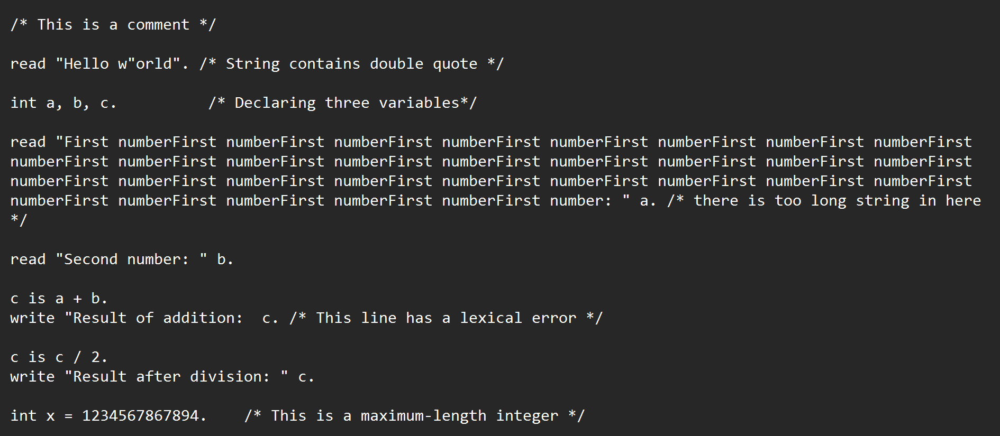 /* This is a comment */
read "Hello w"orld". /* String contains double quote */
int a, b, c.          /* Declaring three variables*/
read "First numberFirst numberFirst numberFirst numberFirst numberFirst numberFirst numberFirst numberFirst
numberFirst numberFirst numberFirst numberFirst numberFirst numberFirst numberFirst numberFirst numberFirst
numberFirst numberFirst numberFirst numberFirst numberFirst numberFirst numberFirst numberFirst numberFirst
numberFirst numberFirst numberFirst numberFirst numberFirst number: " a. /* there is too long string in here
*/
read "Second number: " b.
c is a + b.
write "Result of addition:  c. /* This line has a lexical error */
c is c / 2.
write "Result after division: " c.
int x = 1234567867894.    /* This is a maximum-length integer */